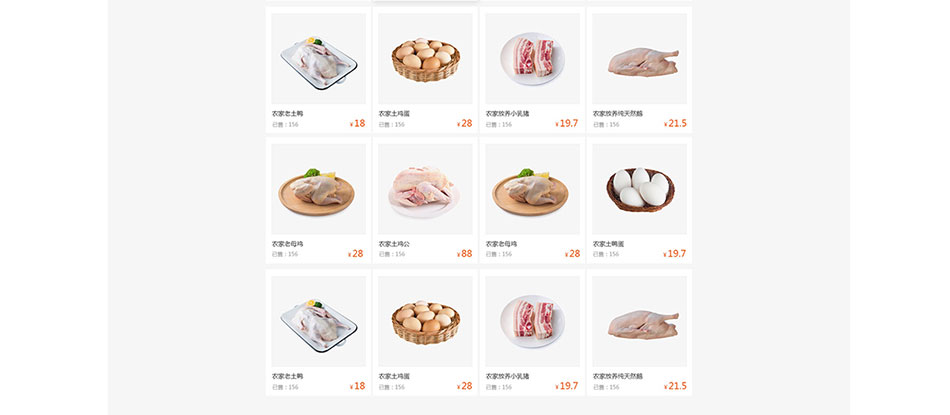 农家老土鸭
已售：156 ¥18
农家土鸡蛋
已售：156 ¥28
农家放养小乳猪
已售：156 ¥19.7
农家放养纯天然鹅
已售：156 ¥21.5
农家老母鸡
已售：156 ¥28
农家土鸡公
已售：156 ¥88
农家老母鸡
已售：156 ¥28
农家土鸭蛋
已售：156 ¥19.7
农家老土鸭
已售：156 ¥18
农家土鸡蛋
已售：156 ¥28
农家放养小乳猪
已售：156 ¥19.7
农家放养纯天然鹅
已售：156 ¥21.5